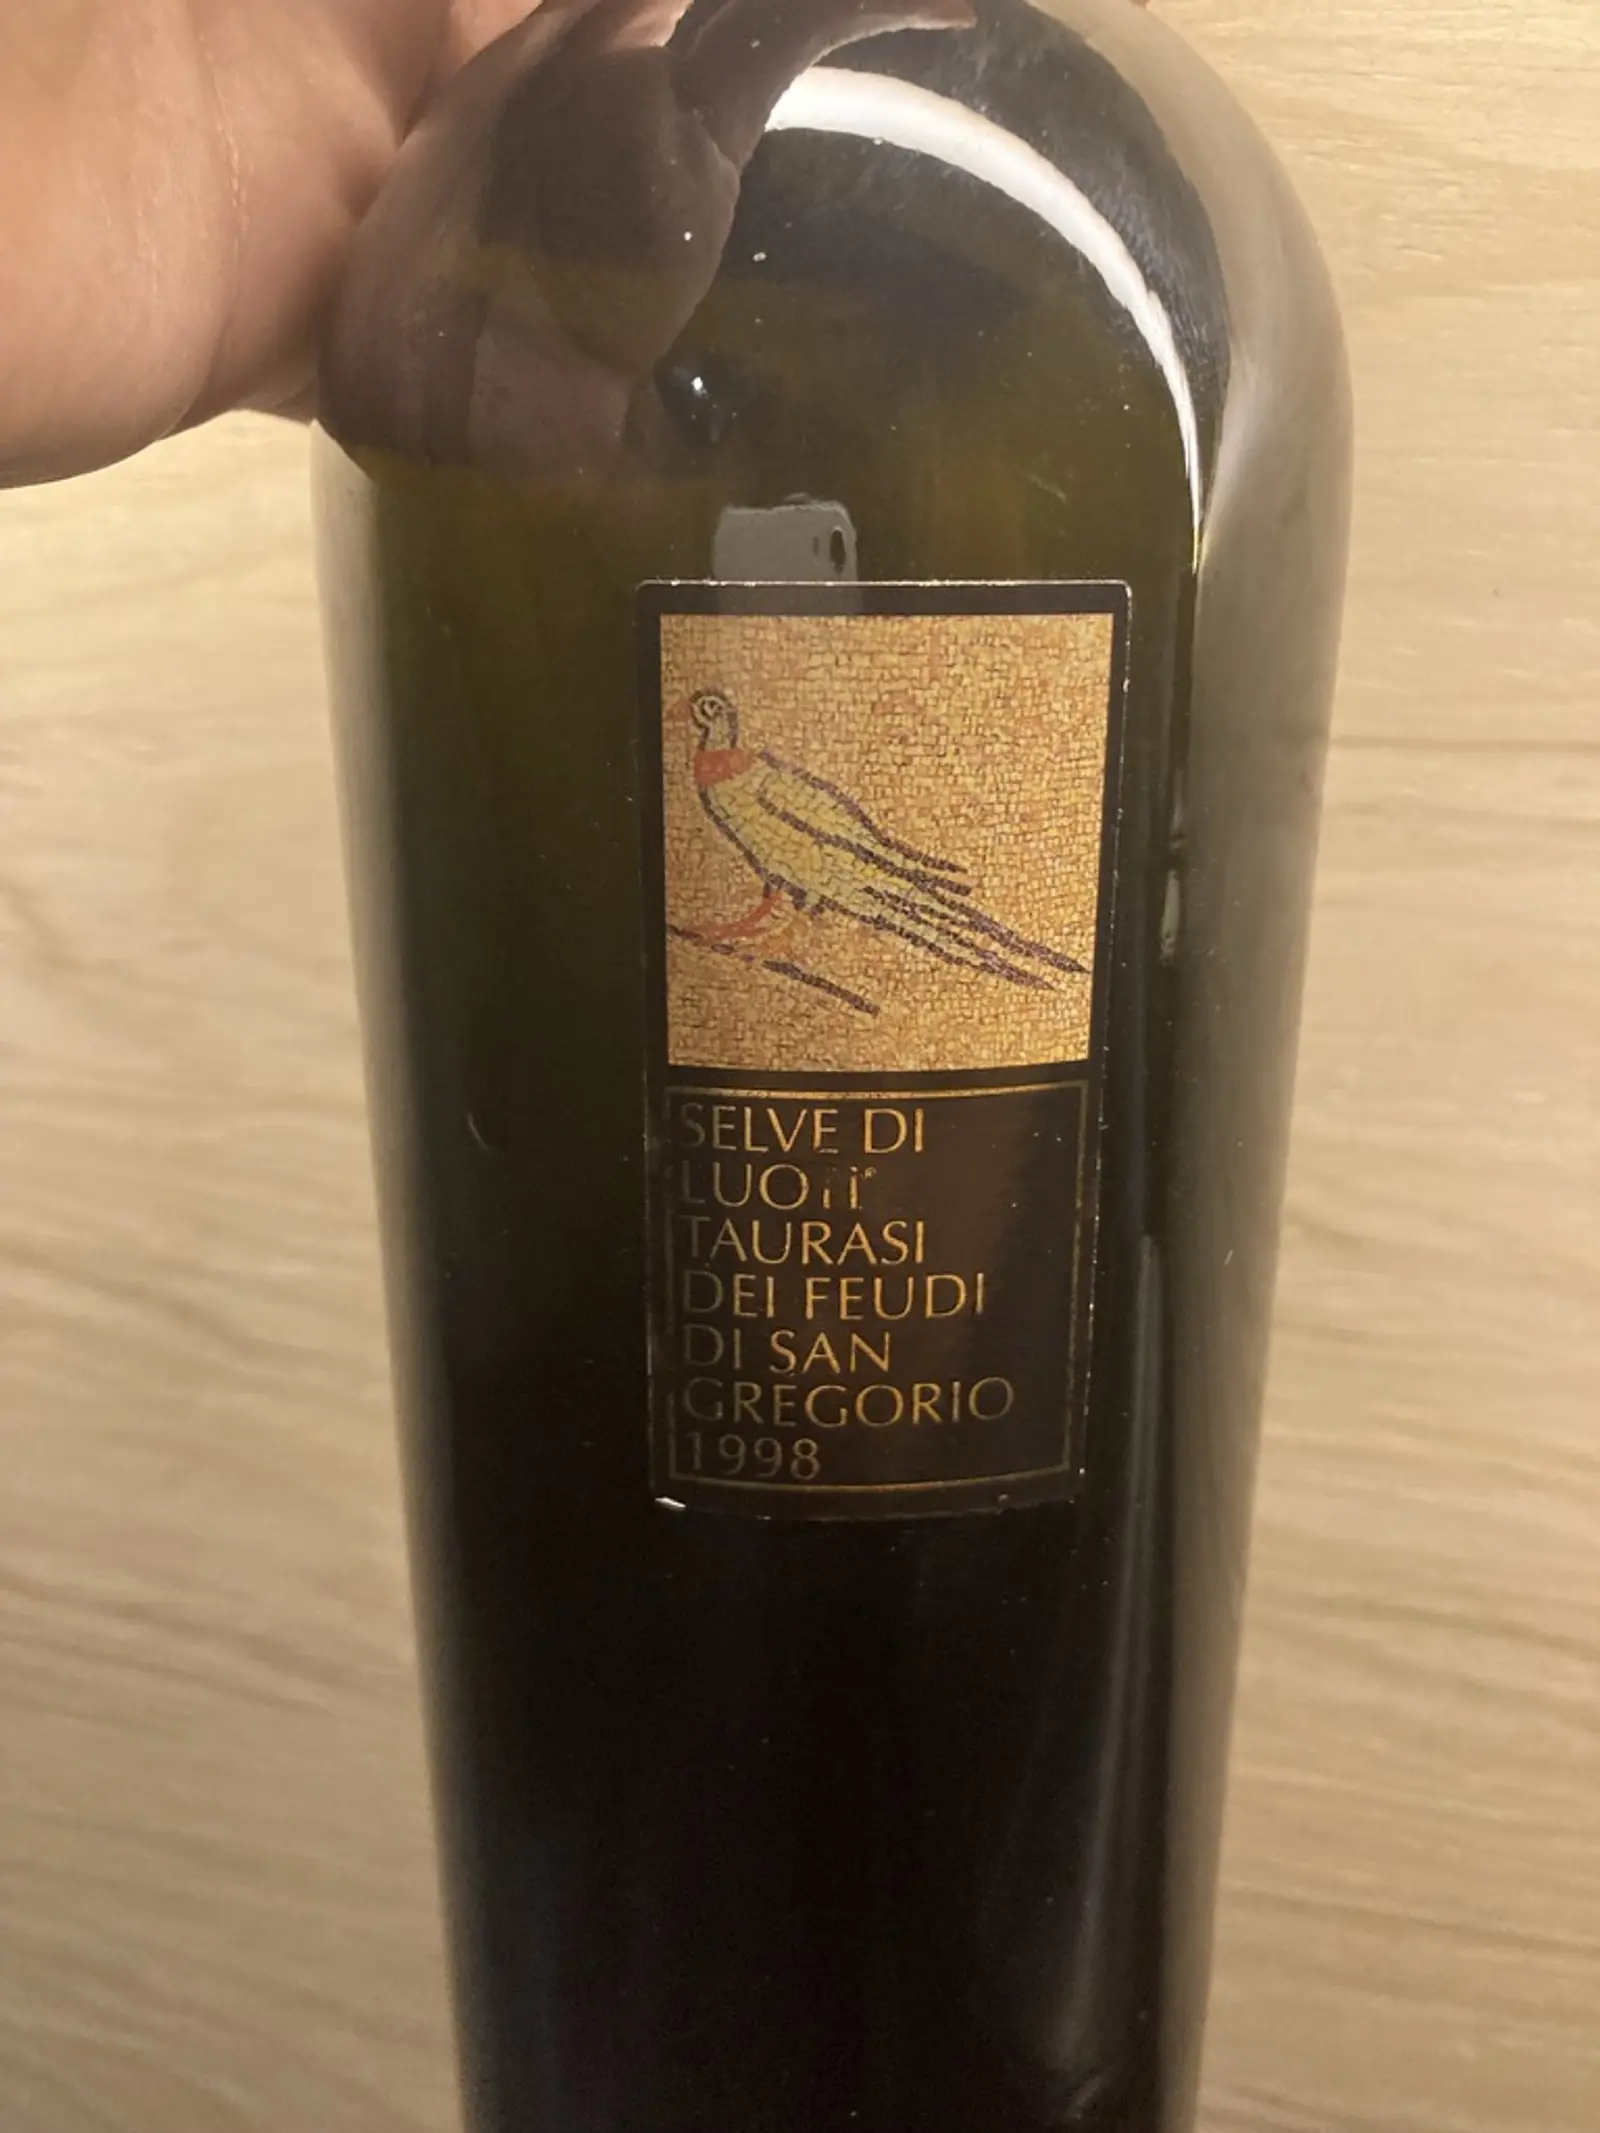 SELVE DI
LUOTI®
TAURASI
DEI FEUDI
DI SAN
GREGORIO
1998